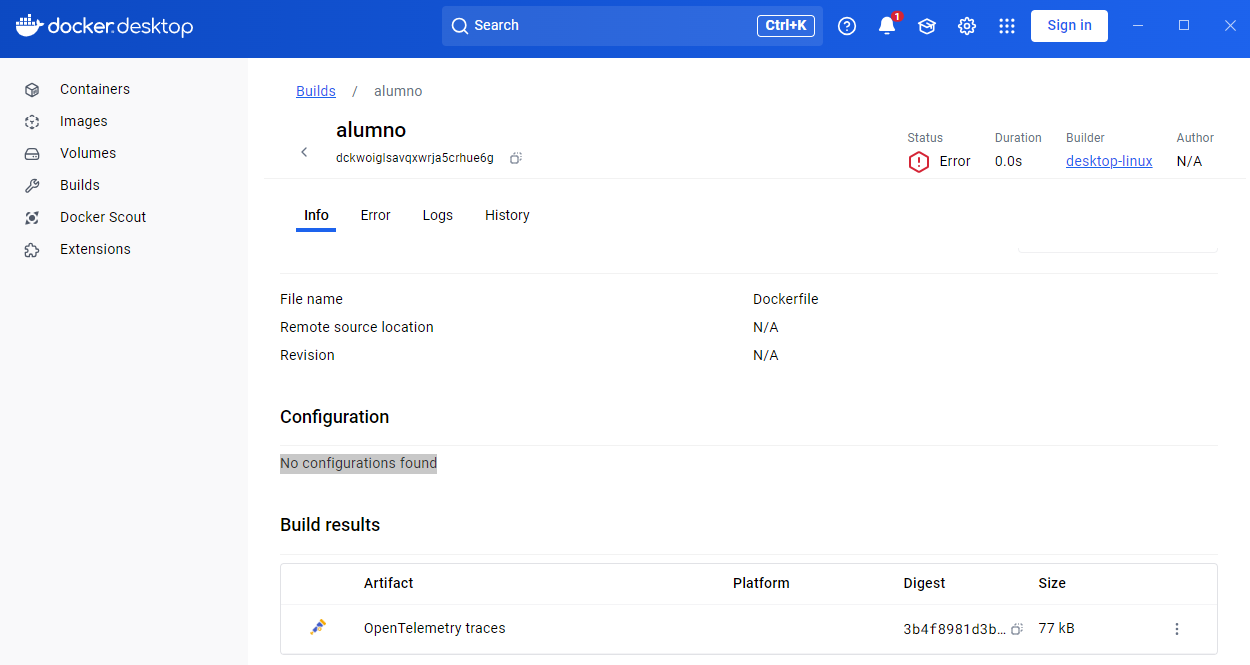 docker.desktop
Search
Ctrl+K
1
Sign in
Containers
Images
Volumes
Builds
Docker Scout
Extensions
Builds / alumno
alumno
dckwoiglsavqxwrja5crhue6g
Status Duration Builder Author
Error 0.0s desktop-linux N/A
Info Error Logs History
File name Dockerfile
Remote source location N/A
Revision N/A
Configuration
No configurations found
Build results
Artifact Platform Digest Size
OpenTelemetry traces 3b4f8981d3b... 77 kB